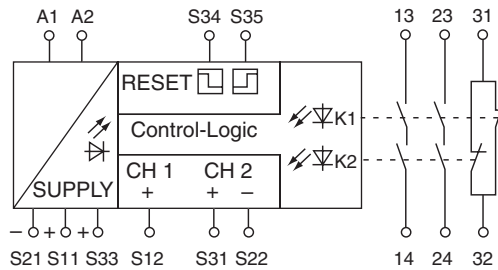 A1 A2 S34 S35 13 23 31
RESET
Control-Logic K1
CH 1 CH 2 K2
SUPPLY + + −
− + +
S21 S11 S33 S12 S31 S22 14 24 32